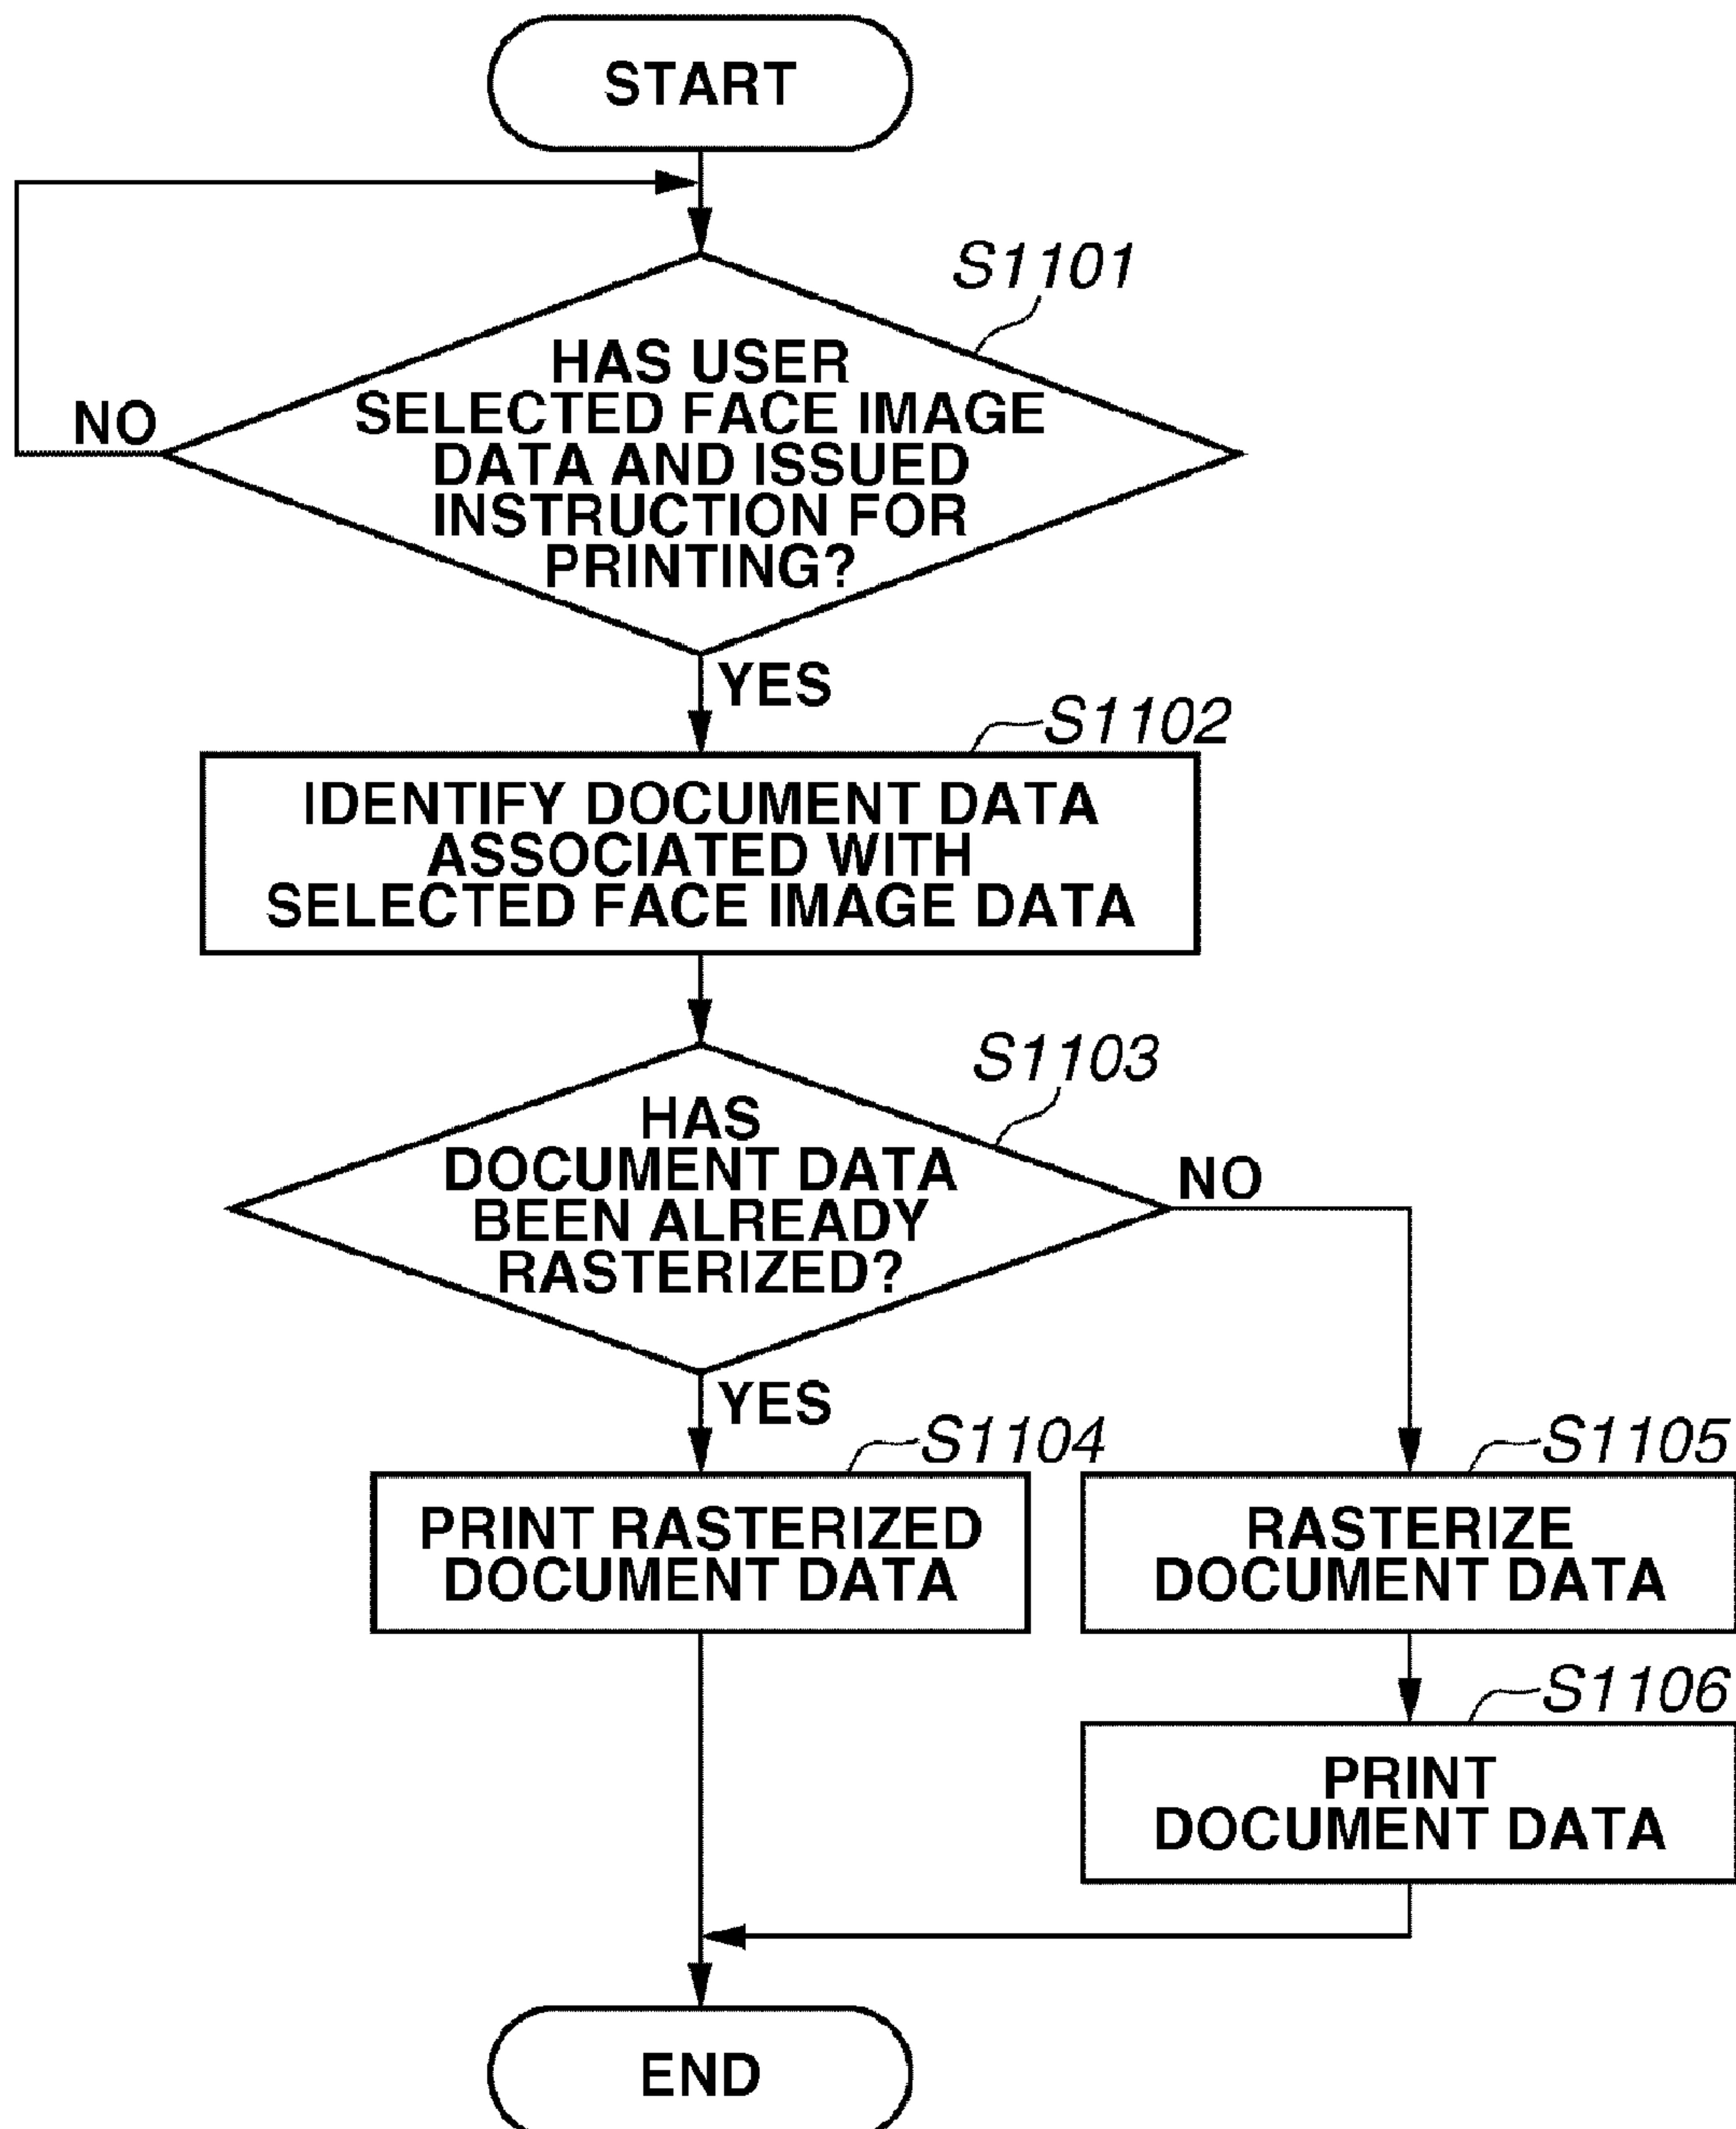 START
S1101
HAS USER
SELECTED FACE IMAGE
DATA AND ISSUED
INSTRUCTION FOR
PRINTING?
NO
YES
S1102
IDENTIFY DOCUMENT DATA
ASSOCIATED WITH
SELECTED FACE IMAGE DATA
S1103
HAS
DOCUMENT DATA
BEEN ALREADY
RASTERIZED?
NO
YES
S1104
PRINT RASTERIZED
DOCUMENT DATA
S1105
RASTERIZE
DOCUMENT DATA
S1106
PRINT
DOCUMENT DATA
END